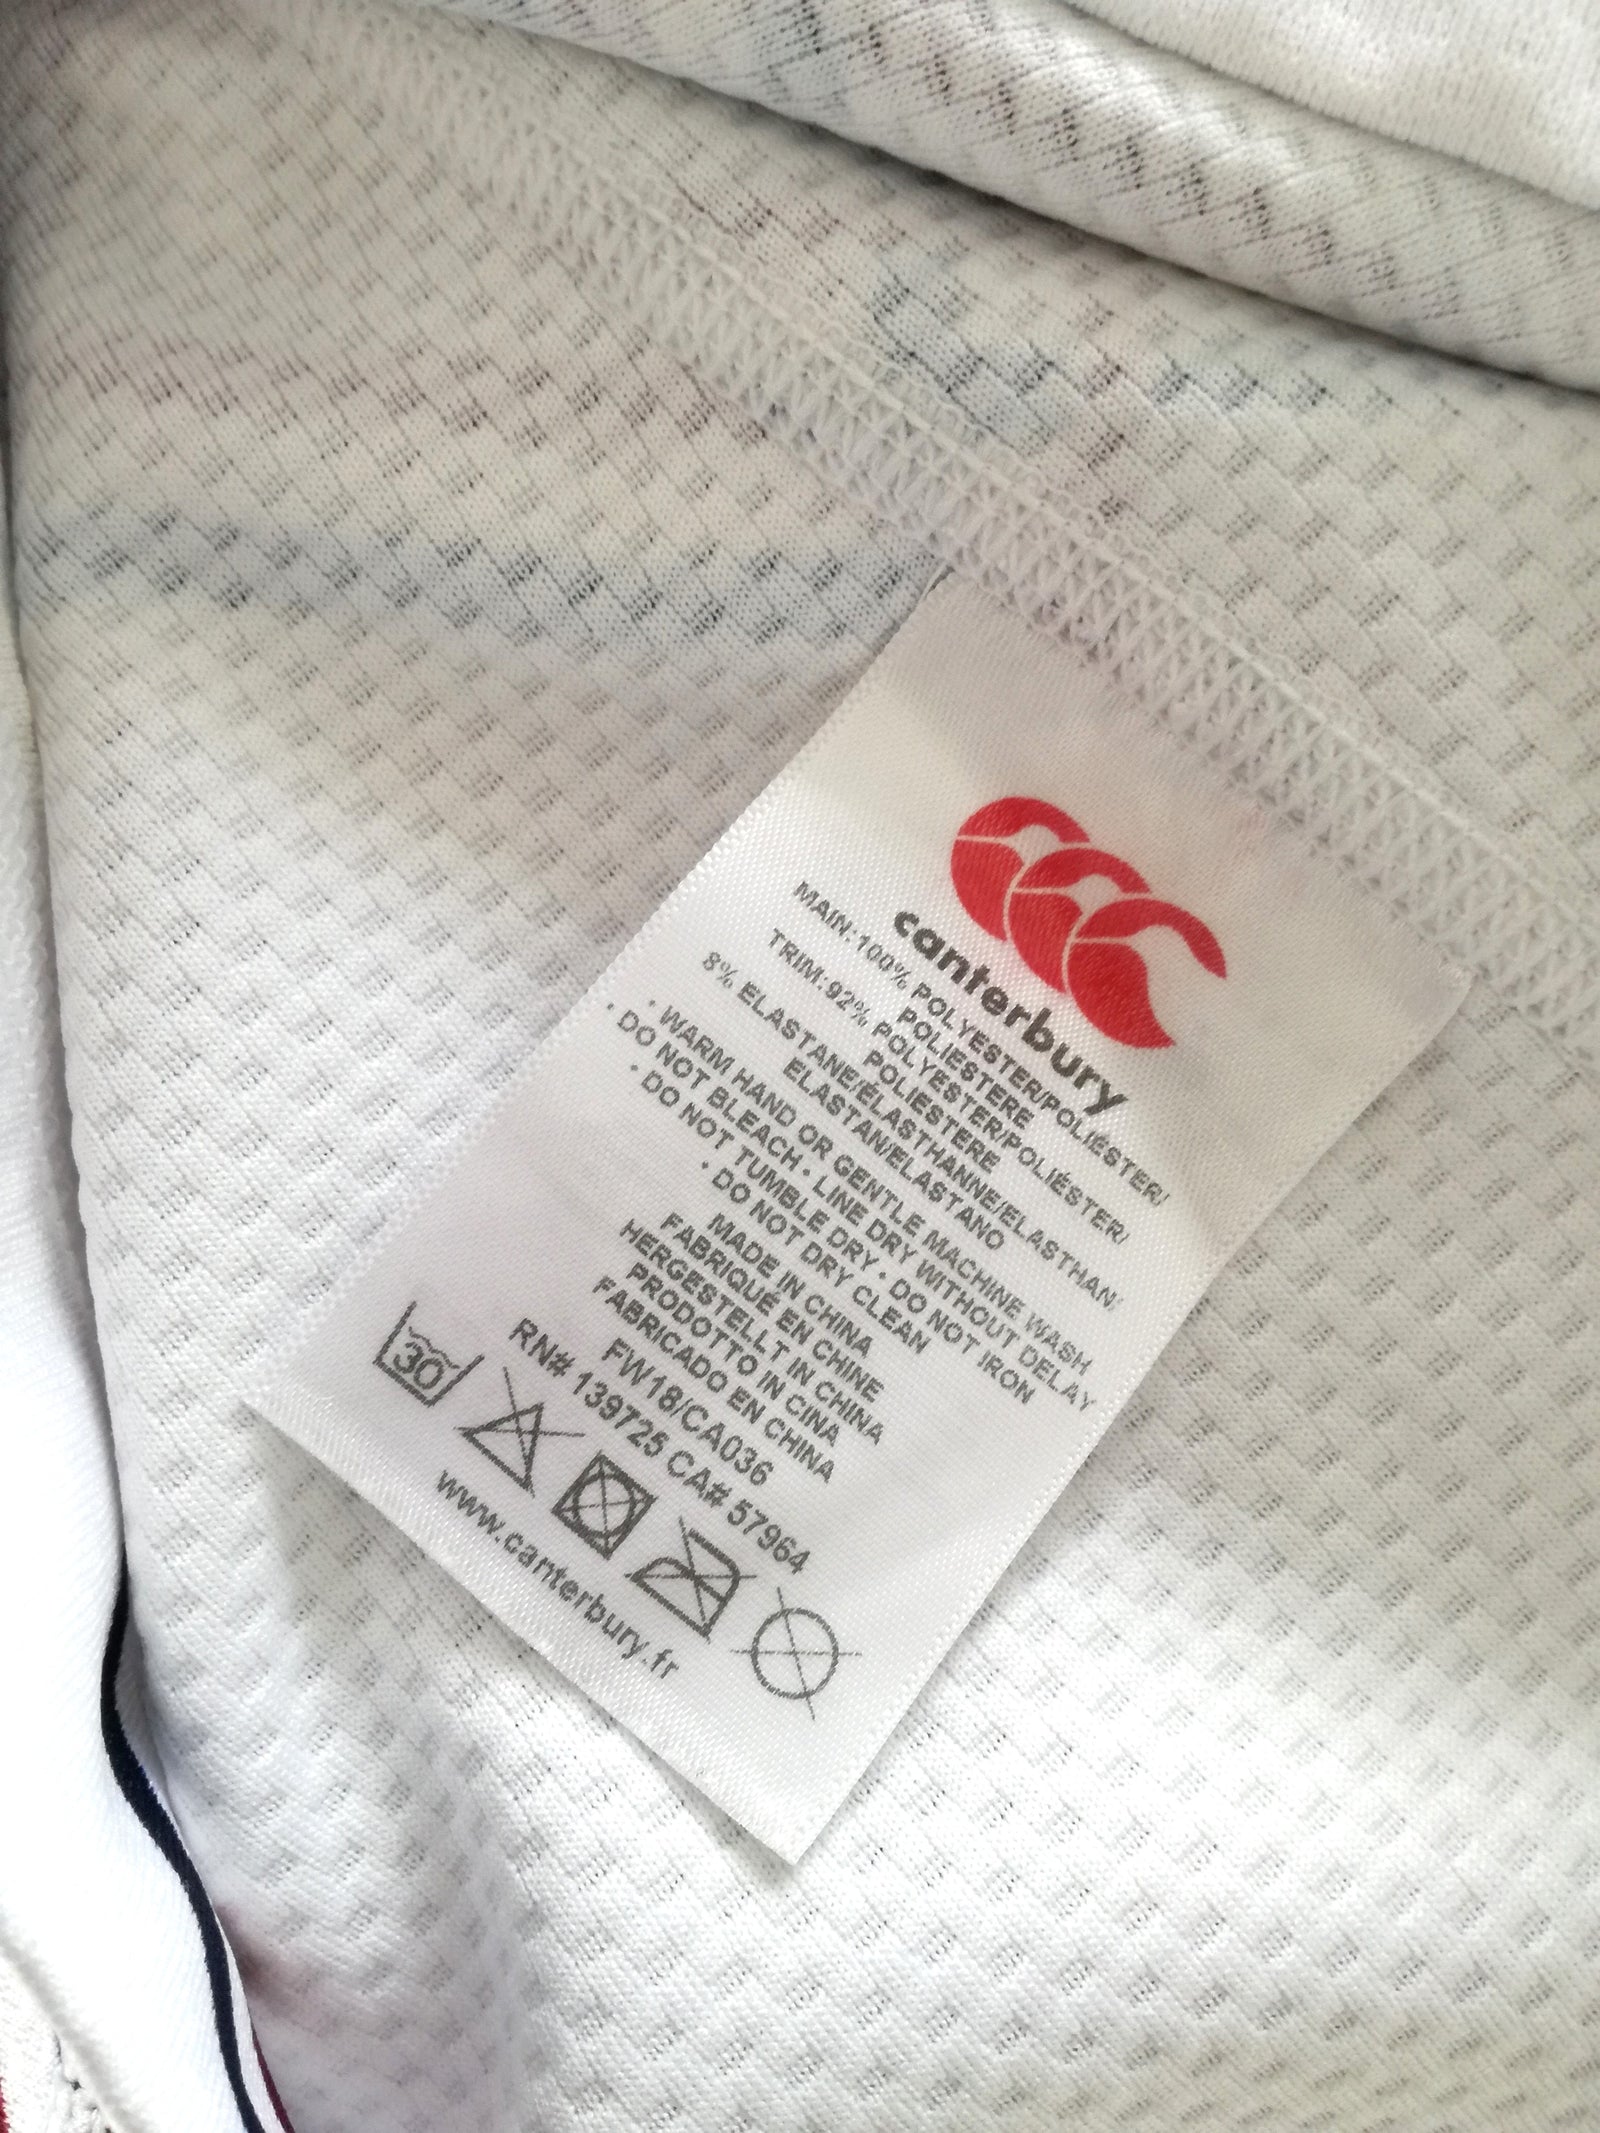 canterbury
MAIN:100% POLYESTER/POLIÉSTER/
POLIESTERE
TRIM:92% POLYESTER/POLIÉSTER/
POLIESTERE
8% ELASTANE/ÉLASTHANNE/ELASTHAN/
ELASTAN/ELASTANO
· WARM HAND OR GENTLE MACHINE WASH
· DO NOT BLEACH · LINE DRY WITHOUT DELAY
· DO NOT TUMBLE DRY · DO NOT IRON
· DO NOT DRY CLEAN
MADE IN CHINA
FABRIQUÉ EN CHINE
HERGESTELLT IN CHINA
PRODOTTO IN CINA
FABRICADO EN CHINA
FW18/CA036
RN# 139725 CA# 57964
30
www.canterbury.fr